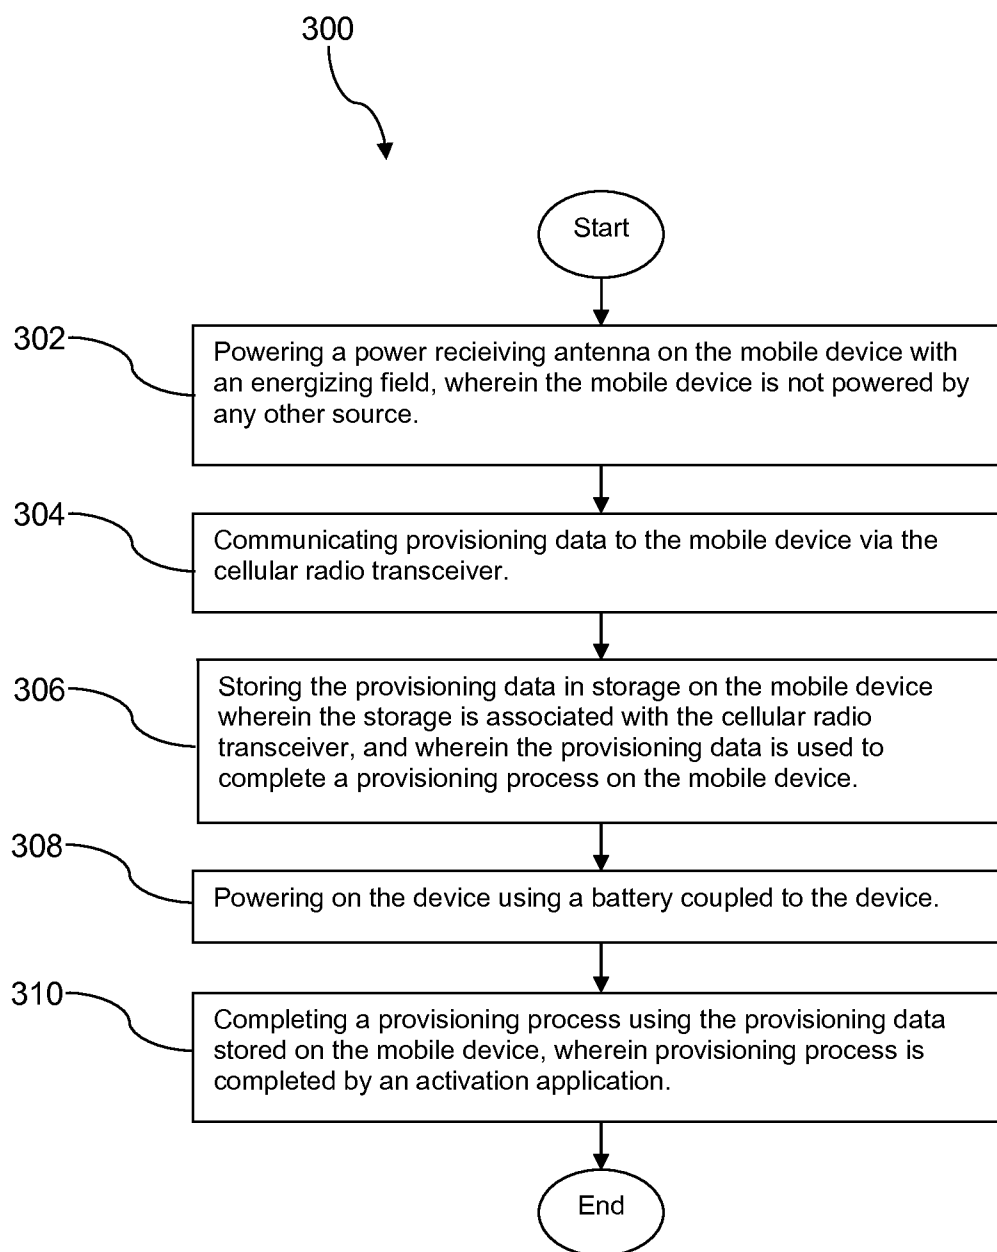 300
Start
302
Powering a power recieiving antenna on the mobile device with
an energizing field, wherein the mobile device is not powered by
any other source.
304
Communicating provisioning data to the mobile device via the
cellular radio transceiver.
306
Storing the provisioning data in storage on the mobile device
wherein the storage is associated with the cellular radio
transceiver, and wherein the provisioning data is used to
complete a provisioning process on the mobile device.
308
Powering on the device using a battery coupled to the device.
310
Completing a provisioning process using the provisioning data
stored on the mobile device, wherein provisioning process is
completed by an activation application.
End